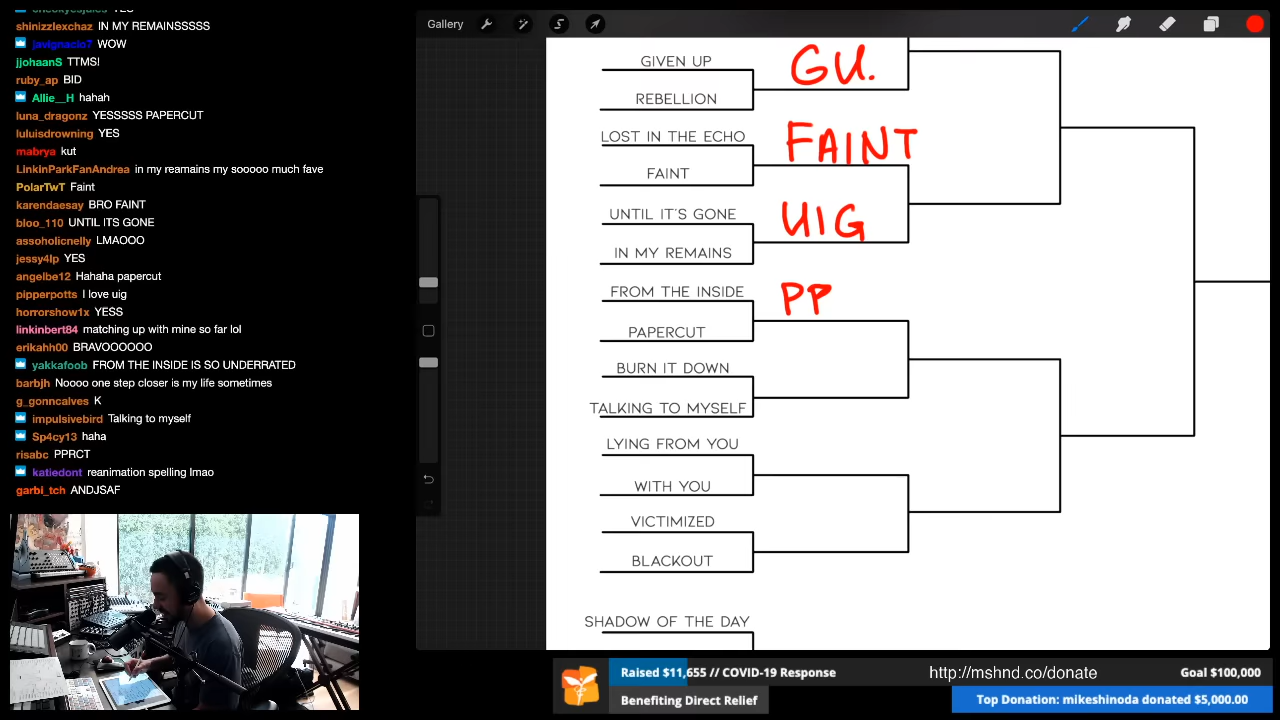 cheekyesjules YES
shinizzlexchaz IN MY REMAINSSSSS
javignacio7 WOW
jjohaanS TTMS!
ruby_ap BID
Allie__H hahah
luna_dragonz YESSSSS PAPERCUT
luluisdrowning YES
mabrya kut
LinkinParkFanAndrea in my reamains my sooooo much fave
PolarTwT Faint
karendaesay BRO FAINT
bloo_110 UNTIL ITS GONE
assoholicnelly LMAOOO
jessy4lp YES
angelbe12 Hahaha papercut
pipperpotts I love uig
horrorshow1x YESS
linkinbert84 matching up with mine so far lol
erikahh00 BRAVOOOOOO
yakkafoob FROM THE INSIDE IS SO UNDERRATED
barbjh Noooo one step closer is my life sometimes
g_gonncalves K
impulsivebird Talking to myself
Sp4cy13 haha
risabc PPRCT
katiedont reanimation spelling lmao
garbi_tch ANDJSAF
Gallery
GIVEN UP
GU.
REBELLION
LOST IN THE ECHO
FAINT
FAINT
UNTIL IT'S GONE
UIG
IN MY REMAINS
FROM THE INSIDE
PP
PAPERCUT
BURN IT DOWN
TALKING TO MYSELF
LYING FROM YOU
WITH YOU
VICTIMIZED
BLACKOUT
SHADOW OF THE DAY
Raised $11,655 // COVID-19 Response
http://mshnd.co/donate
Goal $100,000
Benefiting Direct Relief
Top Donation: mikeshinoda donated $5,000.00